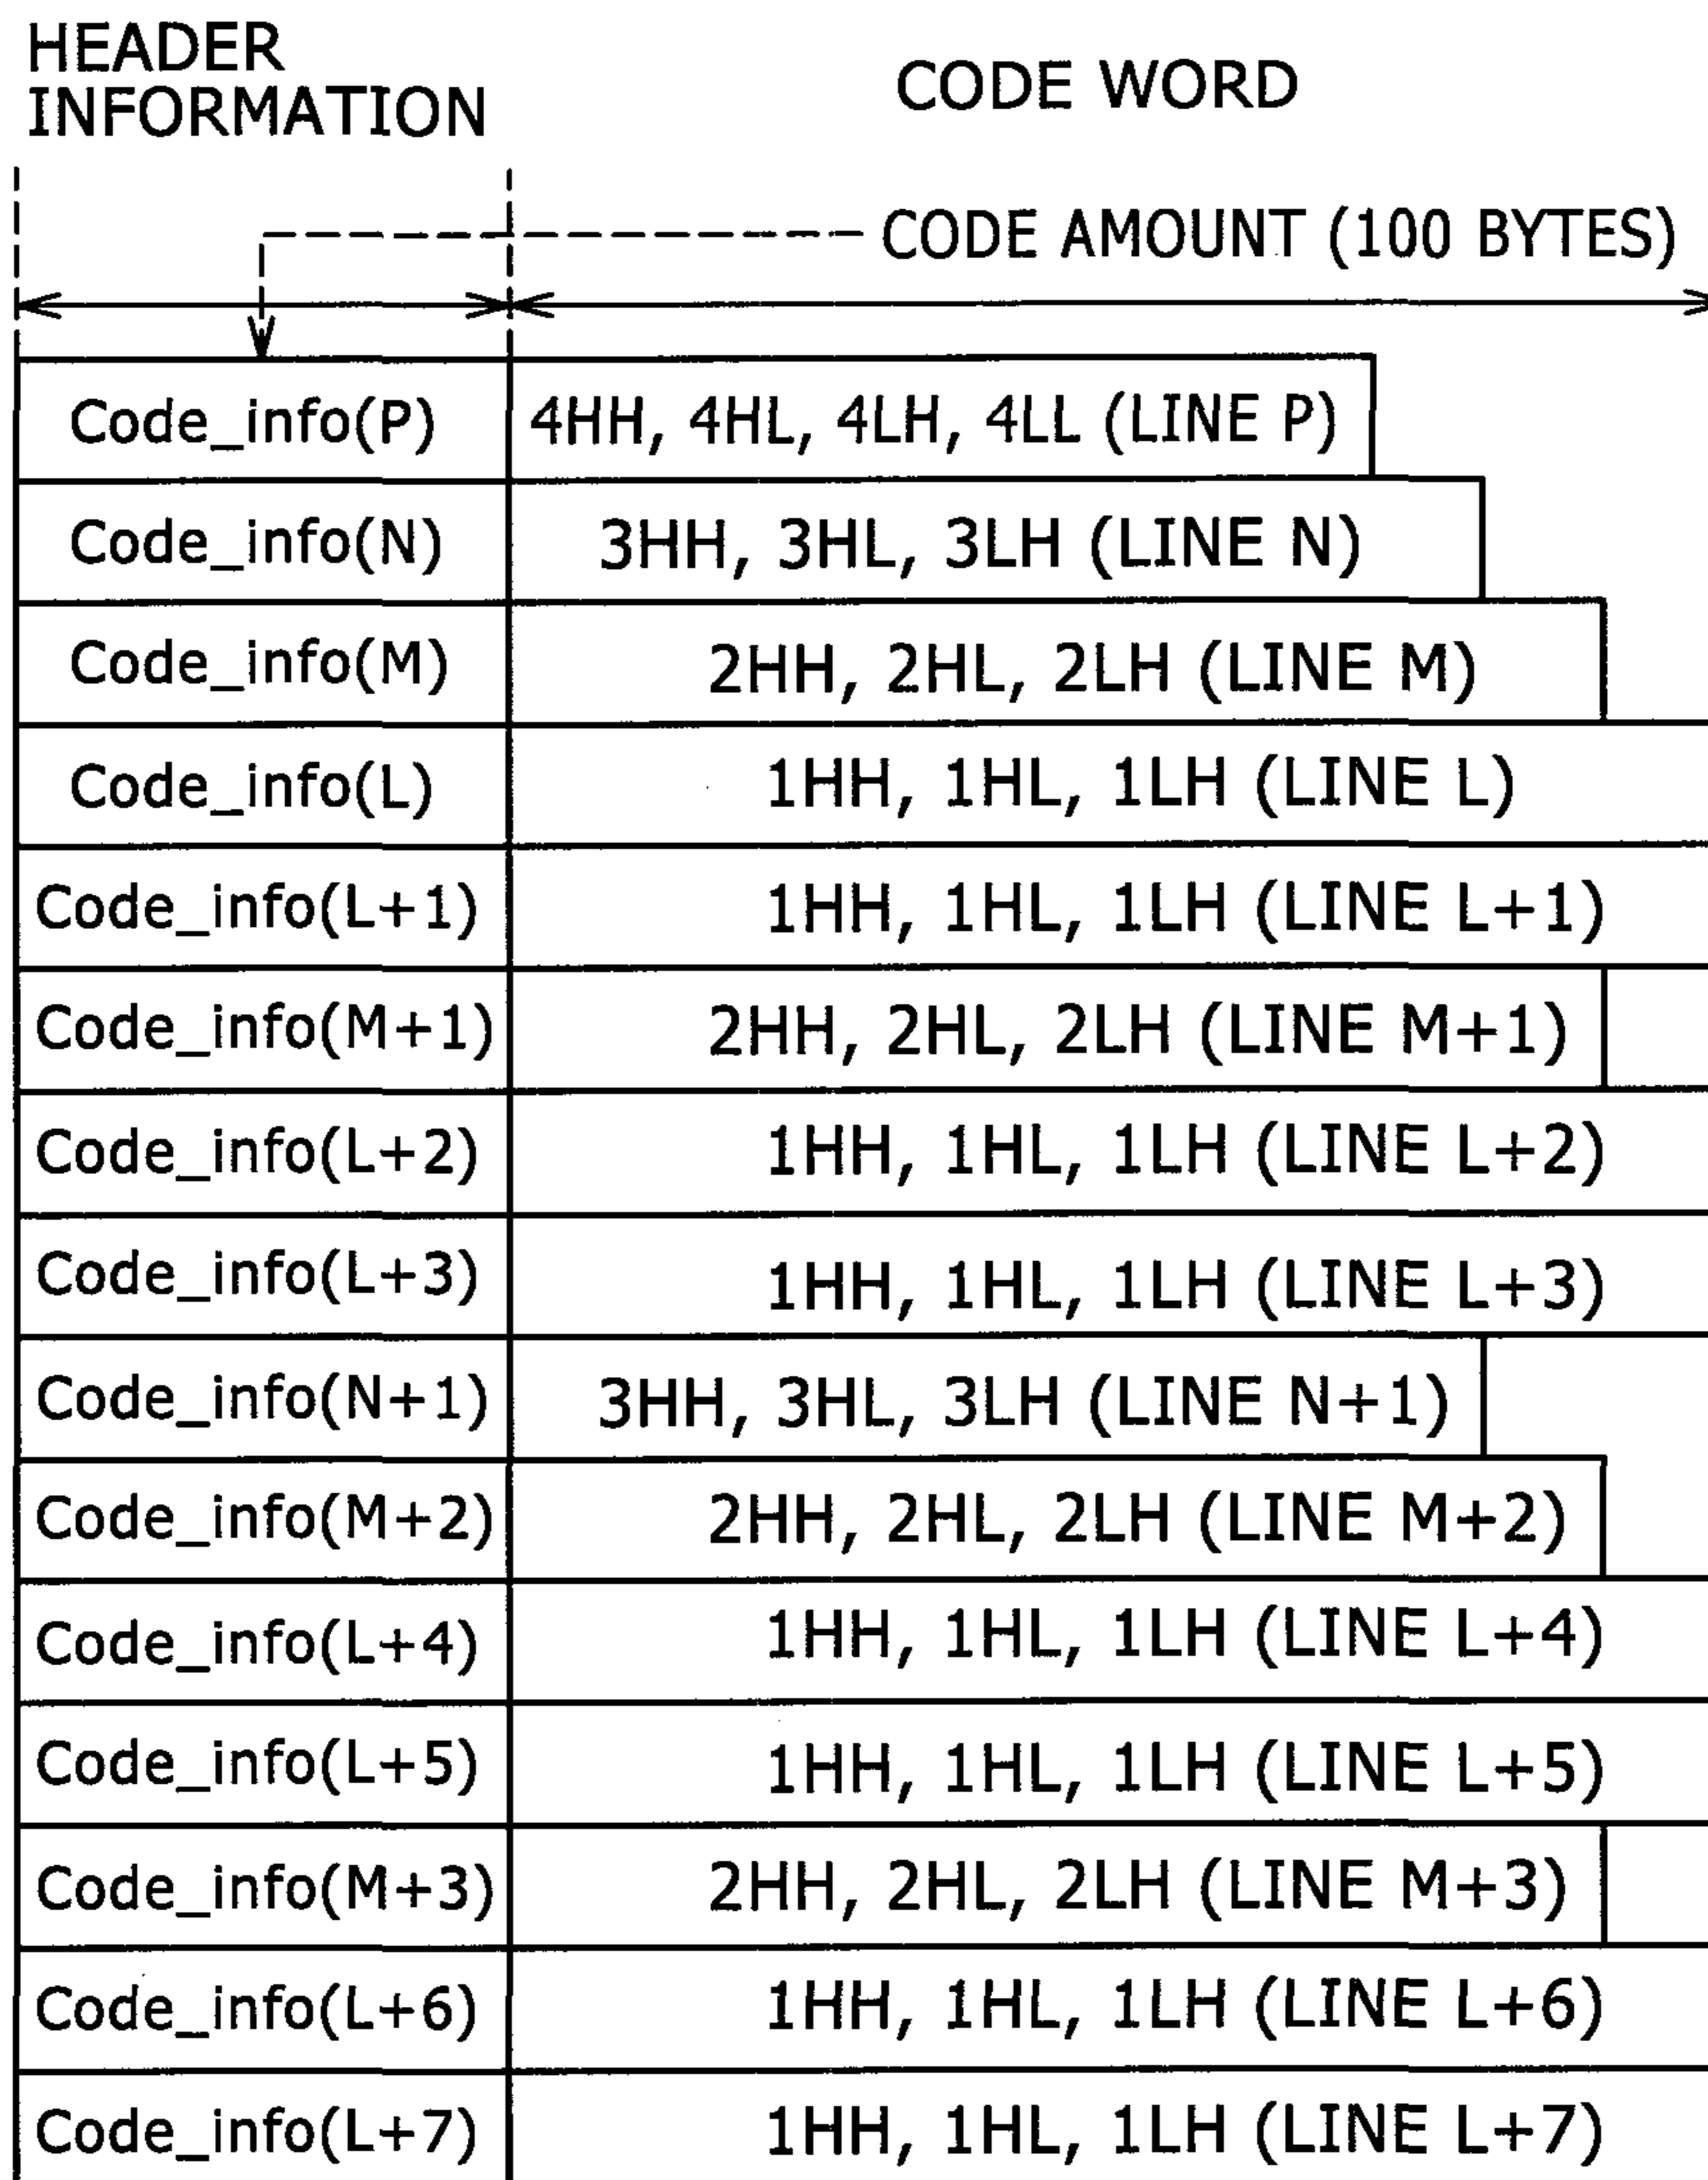 HEADER
INFORMATION
CODE WORD
CODE AMOUNT (100 BYTES)
Code_info(P) 4HH, 4HL, 4LH, 4LL (LINE P)
Code_info(N) 3HH, 3HL, 3LH (LINE N)
Code_info(M) 2HH, 2HL, 2LH (LINE M)
Code_info(L) 1HH, 1HL, 1LH (LINE L)
Code_info(L+1) 1HH, 1HL, 1LH (LINE L+1)
Code_info(M+1) 2HH, 2HL, 2LH (LINE M+1)
Code_info(L+2) 1HH, 1HL, 1LH (LINE L+2)
Code_info(L+3) 1HH, 1HL, 1LH (LINE L+3)
Code_info(N+1) 3HH, 3HL, 3LH (LINE N+1)
Code_info(M+2) 2HH, 2HL, 2LH (LINE M+2)
Code_info(L+4) 1HH, 1HL, 1LH (LINE L+4)
Code_info(L+5) 1HH, 1HL, 1LH (LINE L+5)
Code_info(M+3) 2HH, 2HL, 2LH (LINE M+3)
Code_info(L+6) 1HH, 1HL, 1LH (LINE L+6)
Code_info(L+7) 1HH, 1HL, 1LH (LINE L+7)